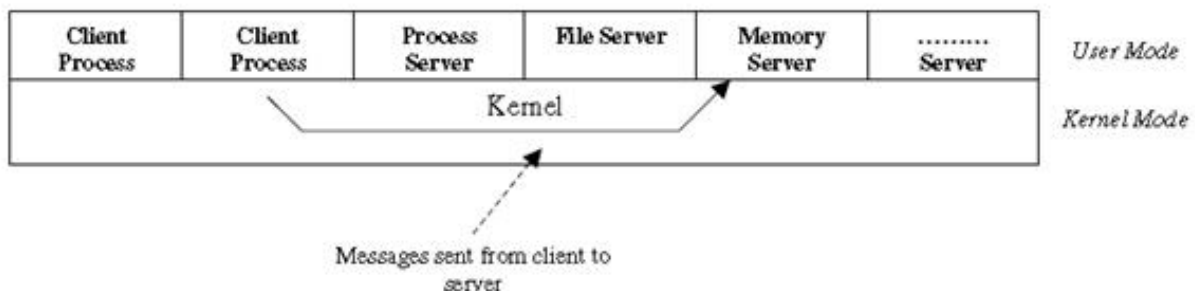 Client Process
Client Process
Process Server
File Server
Memory Server
......... Server
User Mode
Kernel
Kernel Mode
Messages sent from client to
server